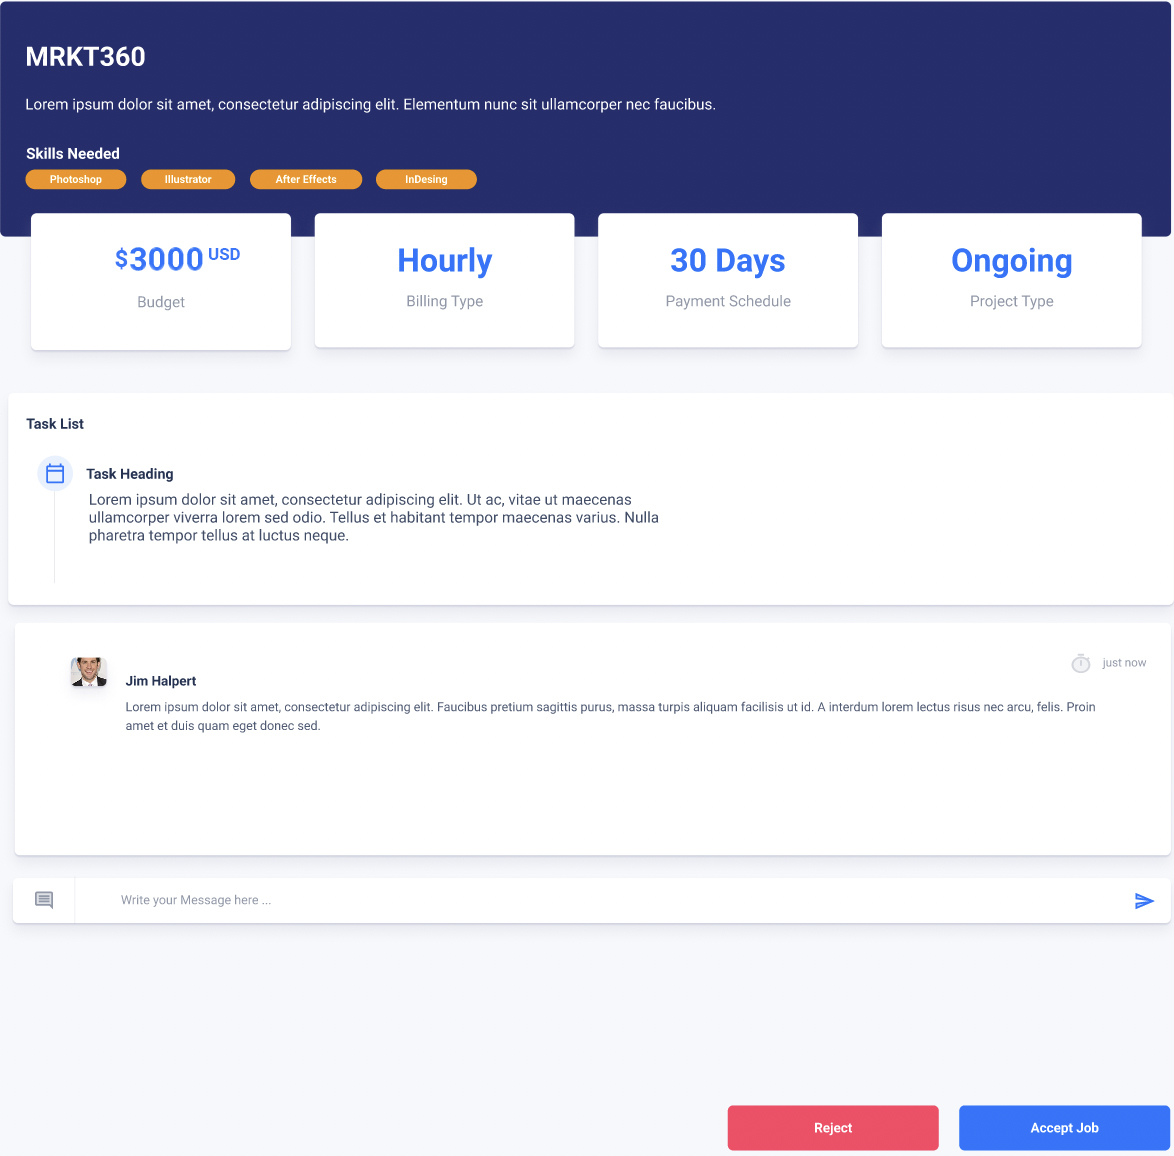 MRKT360
Lorem ipsum dolor sit amet, consectetur adipiscing elit. Elementum nunc sit ullamcorper nec faucibus.
Skills Needed
Photoshop Illustrator After Effects InDesing
$3000 USD Hourly 30 Days Ongoing
Budget Billing Type Payment Schedule Project Type
Task List
Task Heading
Lorem ipsum dolor sit amet, consectetur adipiscing elit. Ut ac, vitae ut maecenas
ullamcorper viverra lorem sed odio. Tellus et habitant tempor maecenas varius. Nulla
pharetra tempor tellus at luctus neque.
just now
Jim Halpert
Lorem ipsum dolor sit amet, consectetur adipiscing elit. Faucibus pretium sagittis purus, massa turpis aliquam facilisis ut id. A interdum lorem lectus risus nec arcu, felis. Proin
amet et duis quam eget donec sed.
Write your Message here ...
Reject Accept Job